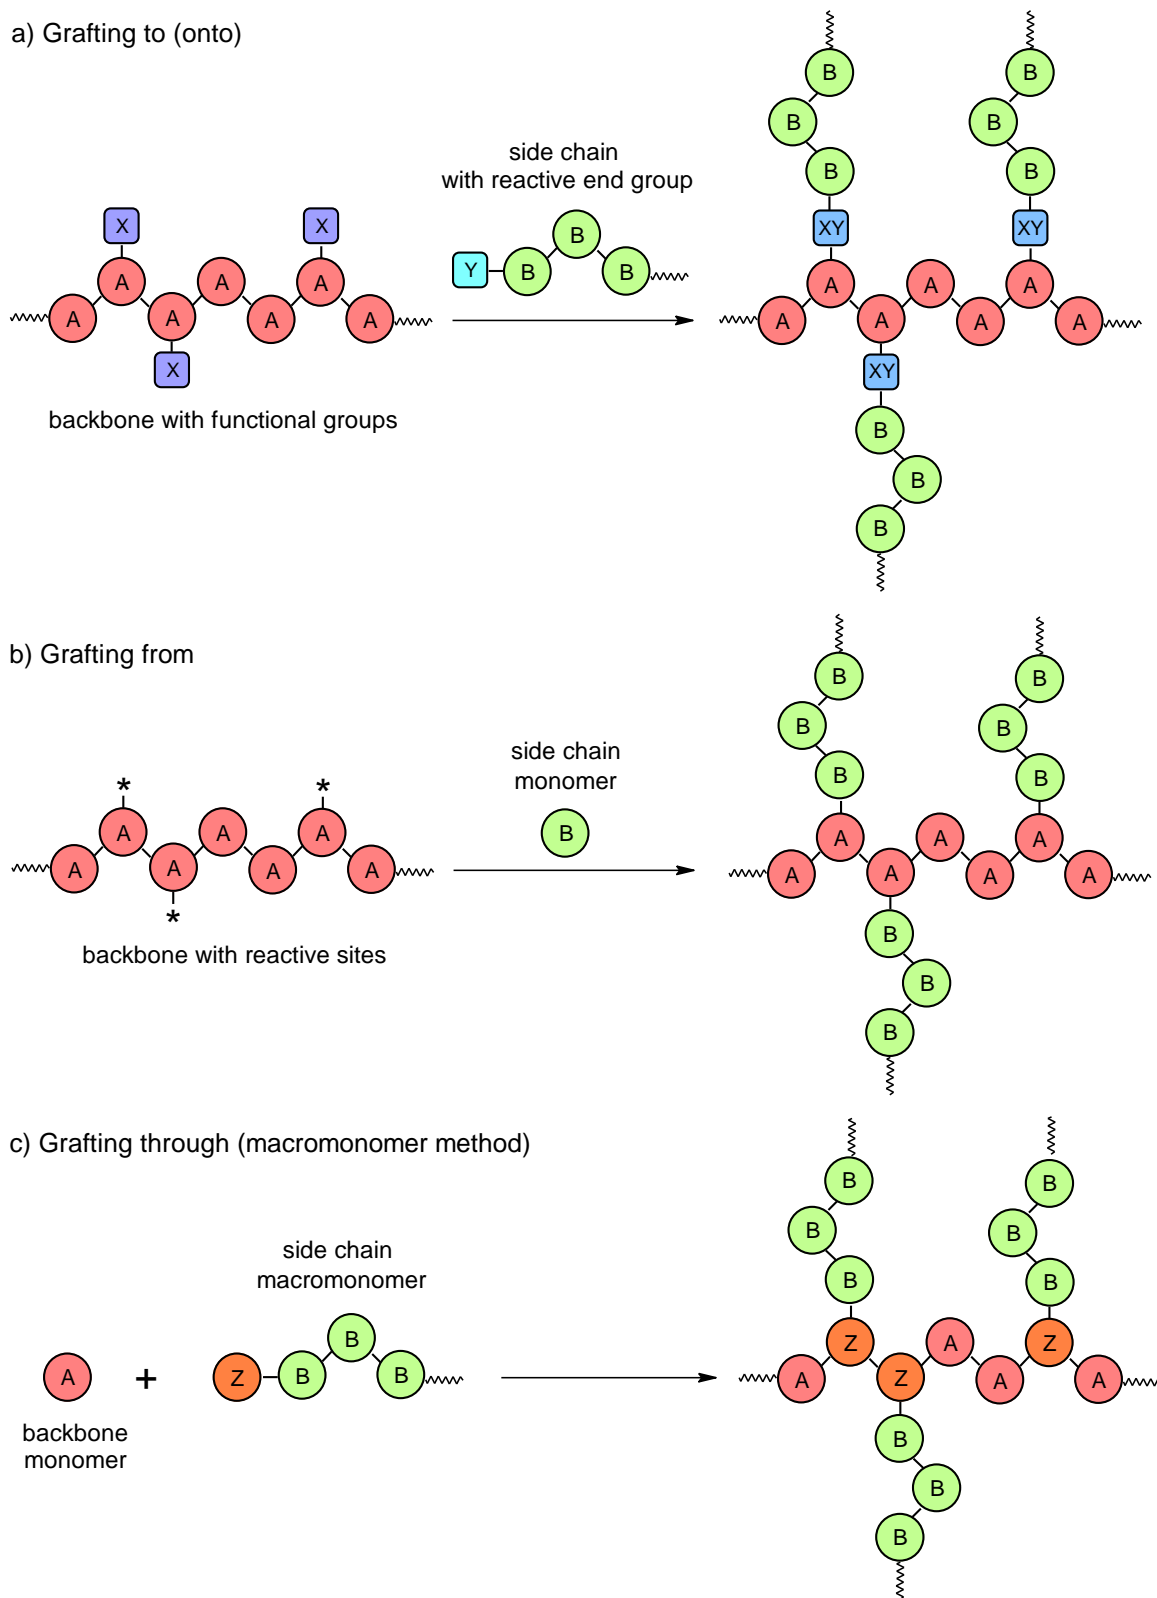 a) Grafting to (onto)
B B
B B
side chain
with reactive end group
B B
X X
XY XY
B
Y B B
A A A
A A A
A A A A
A A A A
X
XY
backbone with functional groups
B
B
B
b) Grafting from
B B
B B
side chain
monomer
* *
B B
A A A
B
A A A
A A A A
A A A A
*
B
backbone with reactive sites
B
B
c) Grafting through (macromonomer method)
B B
B B
side chain
macromonomer
B B
B
Z A Z
A + Z B B
A Z A A
backbone
monomer
B
B
B